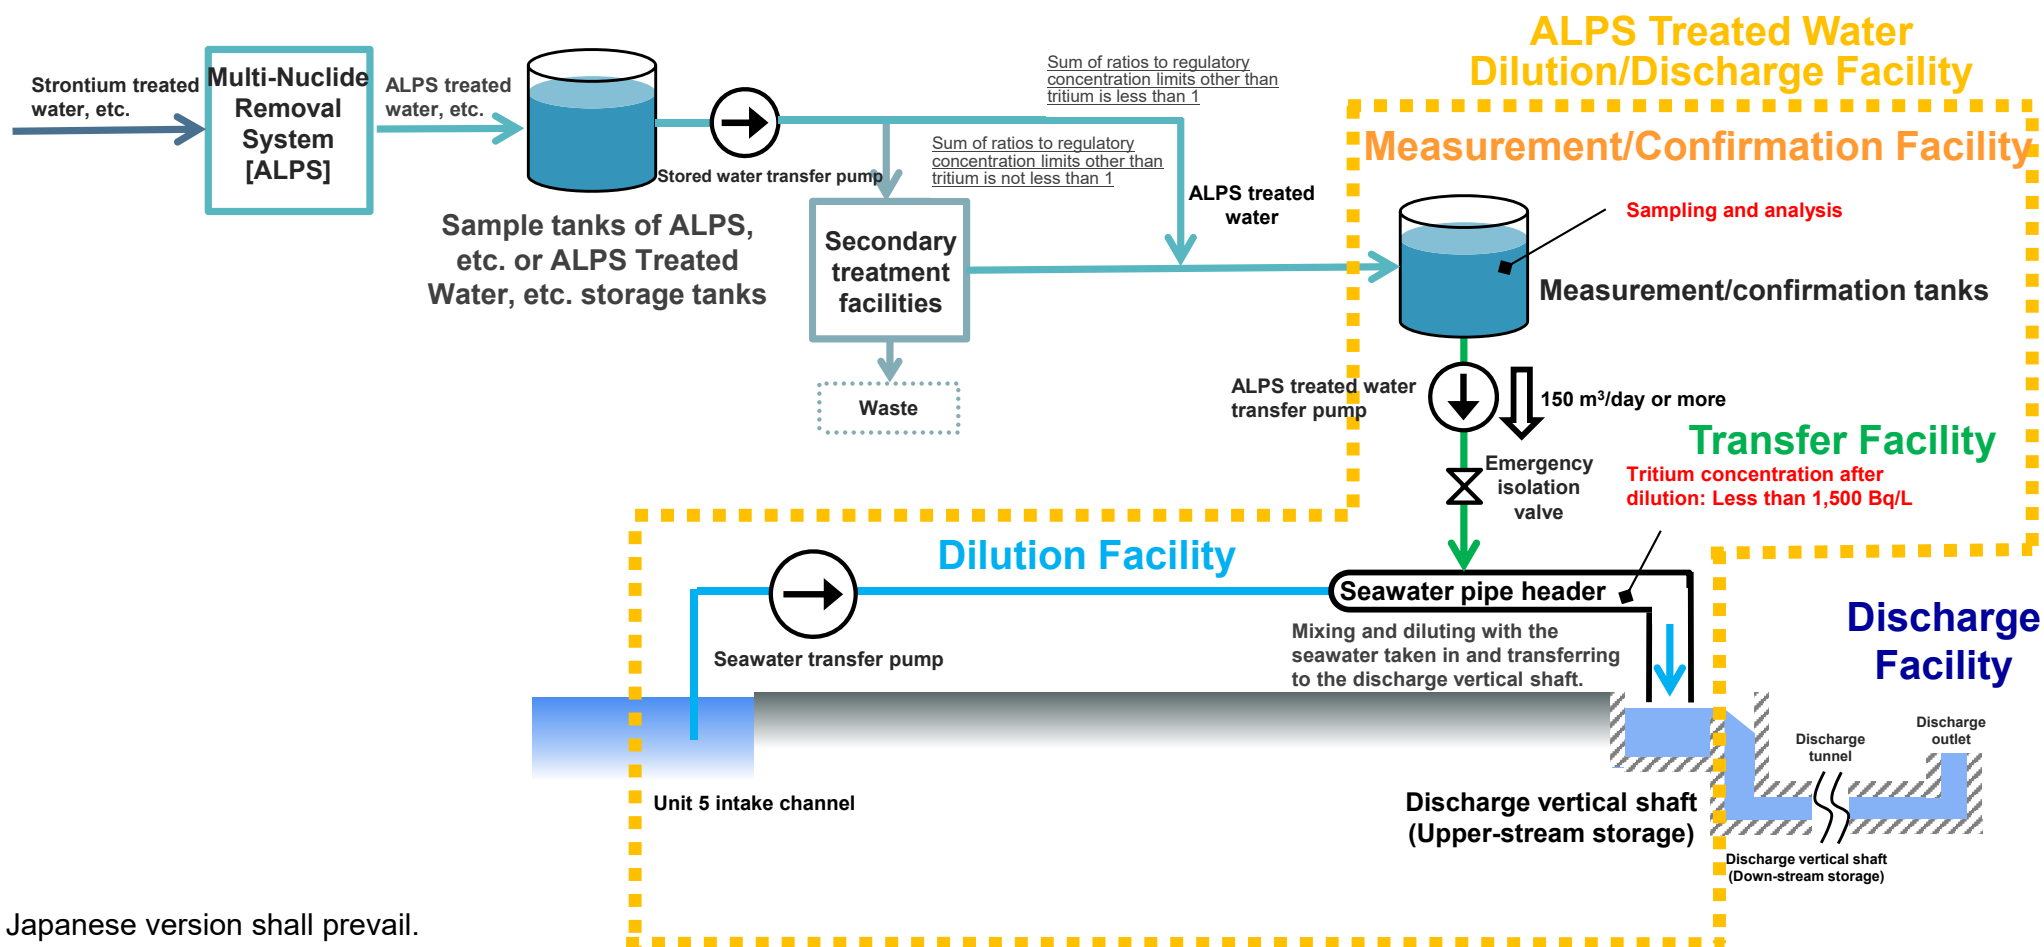 ALPS Treated Water
Dilution/Discharge Facility
Strontium treated
water, etc.
Multi-Nuclide
Removal
System
[ALPS]
ALPS treated
water, etc.
Stored water transfer pump
Sample tanks of ALPS,
etc. or ALPS Treated
Water, etc. storage tanks
Sum of ratios to regulatory
concentration limits other than
tritium is less than 1
Sum of ratios to regulatory
concentration limits other than
tritium is not less than 1
Secondary
treatment
facilities
Waste
ALPS treated
water
Measurement/Confirmation Facility
Sampling and analysis
Measurement/confirmation tanks
ALPS treated water
transfer pump
150 m³/day or more
Transfer Facility
Emergency
isolation
valve
Tritium concentration after
dilution: Less than 1,500 Bq/L
Dilution Facility
Seawater pipe header
Seawater transfer pump
Mixing and diluting with the
seawater taken in and transferring
to the discharge vertical shaft.
Discharge
Facility
Unit 5 intake channel
Discharge vertical shaft
(Upper-stream storage)
Discharge
tunnel
Discharge
outlet
Discharge vertical shaft
(Down-stream storage)
Japanese version shall prevail.